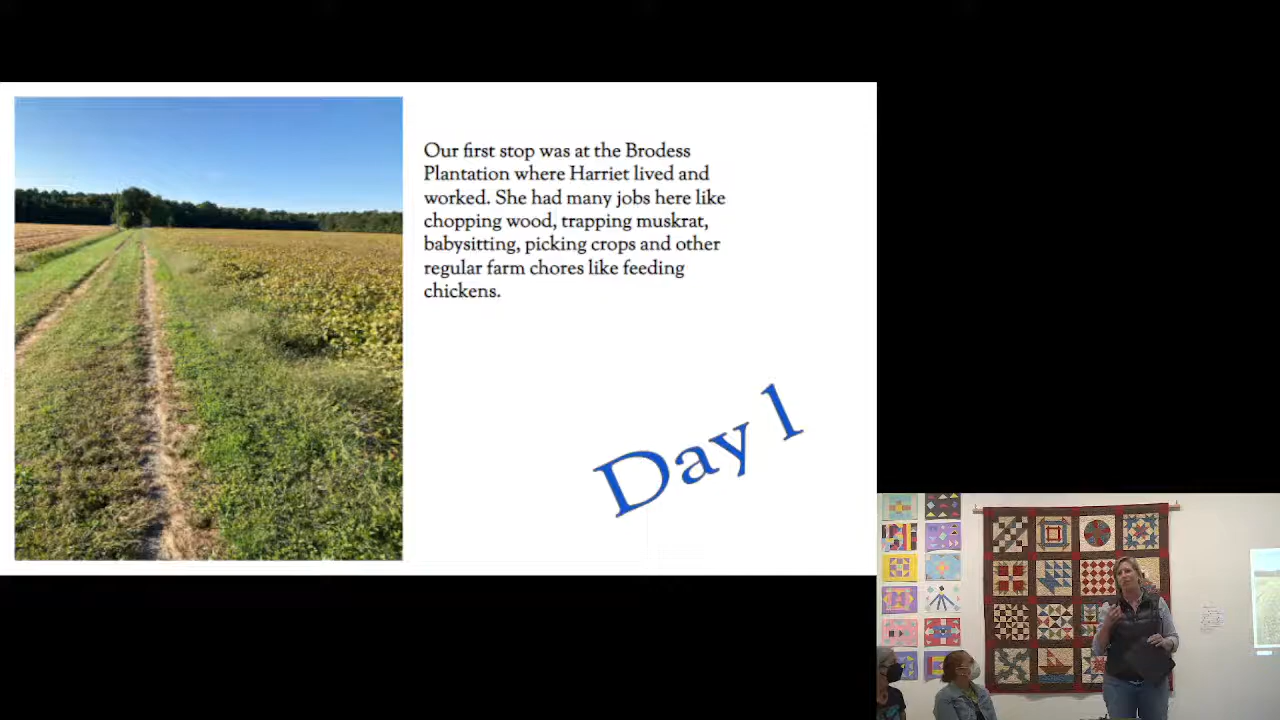 Our first stop was at the Brodess
Plantation where Harriet lived and
worked. She had many jobs here like
chopping wood, trapping muskrat,
babysitting, picking crops and other
regular farm chores like feeding
chickens.
Day 1